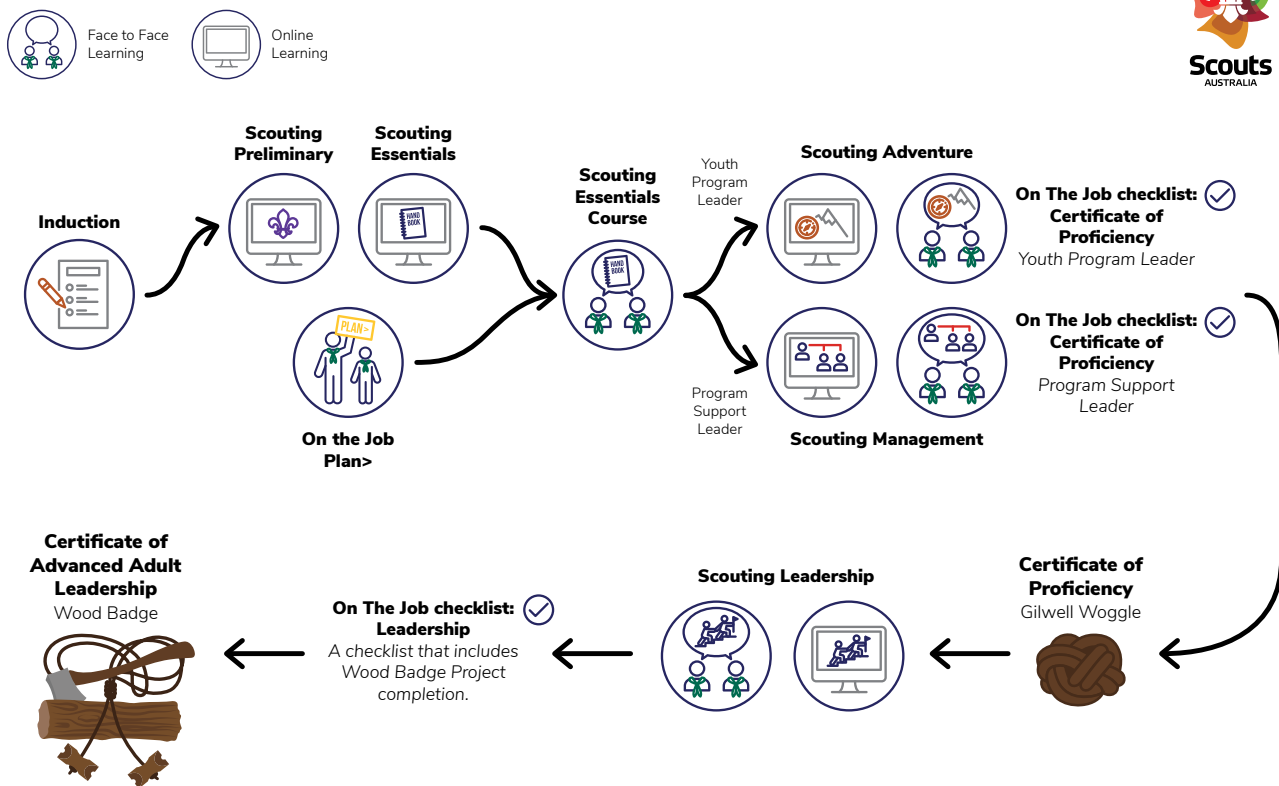 Face to Face
Learning
Online
Learning
Scouts
AUSTRALIA
Induction
Scouting
Preliminary
Scouting
Essentials
HAND
BOOK
PLAN>
On the Job
Plan>
Scouting
Essentials
Course
HAND
BOOK
Youth
Program
Leader
Scouting Adventure
On The Job checklist:
Certificate of
Proficiency
Youth Program Leader
Program
Support
Leader
Scouting Management
On The Job checklist:
Certificate of
Proficiency
Program Support
Leader
Certificate of
Proficiency
Gilwell Woggle
Scouting Leadership
On The Job checklist:
Leadership
A checklist that includes
Wood Badge Project
completion.
Certificate of
Advanced Adult
Leadership
Wood Badge